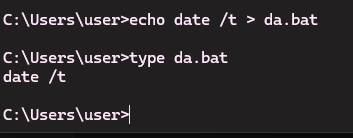 C:\Users\user>echo date /t > da.bat
C:\Users\user>type da.bat
date /t
C:\Users\user>